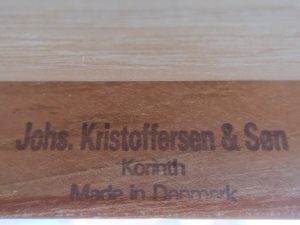 Johs. Kristoffersen & Søn
Korinth
Made in Denmark